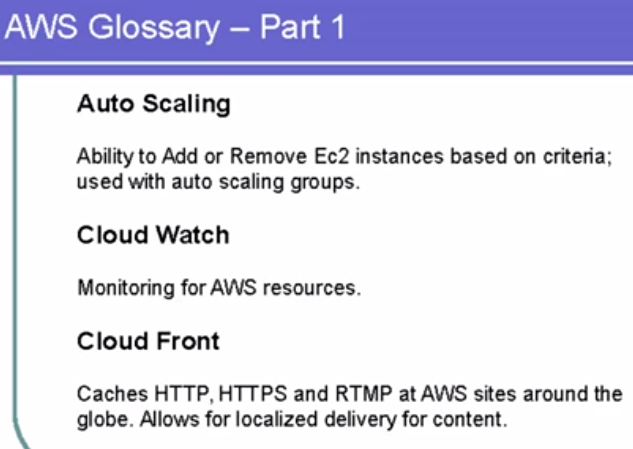 AWS Glossary – Part 1
Auto Scaling
Ability to Add or Remove Ec2 instances based on criteria;
used with auto scaling groups.
Cloud Watch
Monitoring for AWS resources.
Cloud Front
Caches HTTP, HTTPS and RTMP at AWS sites around the
globe. Allows for localized delivery for content.